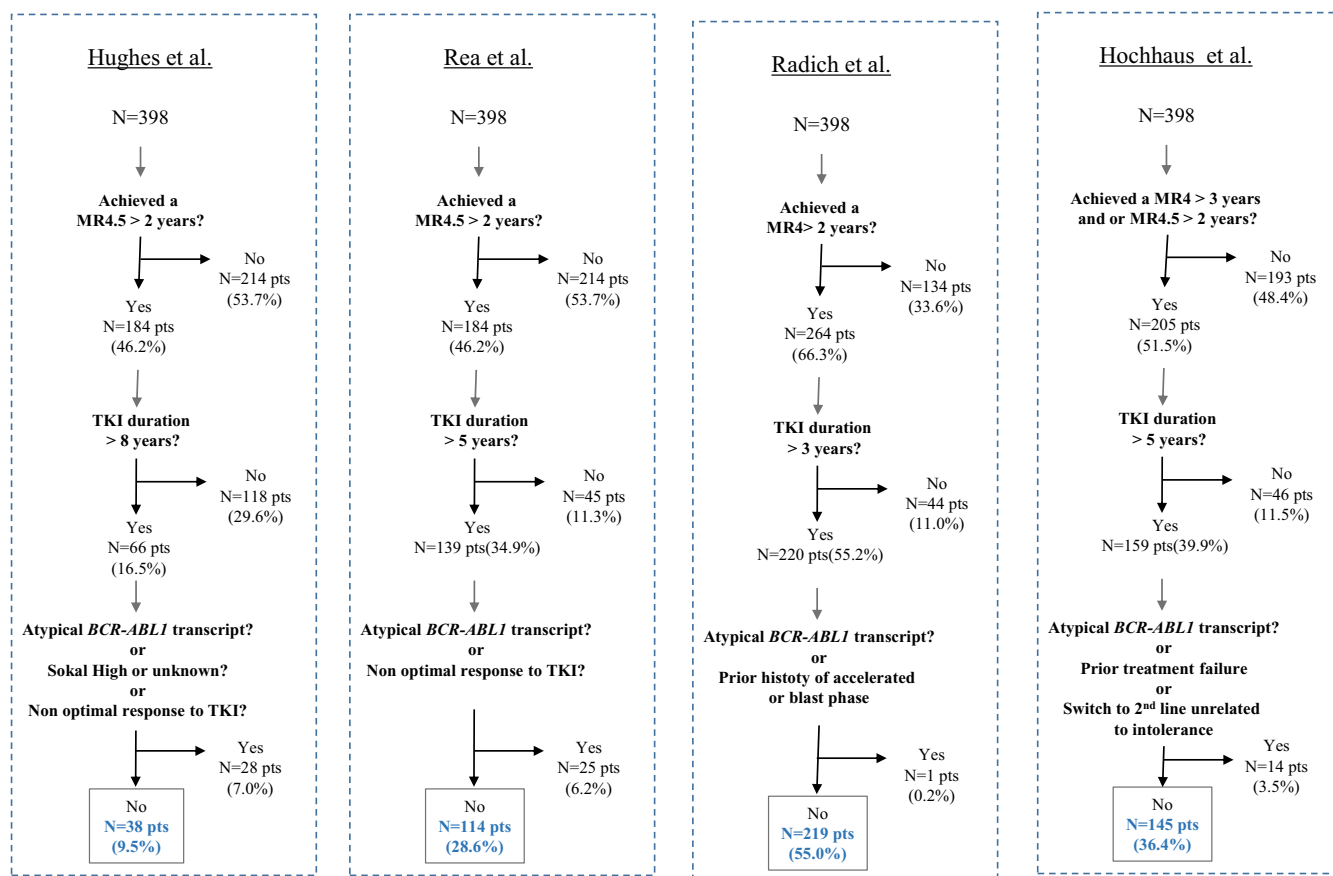 Hughes et al.
N=398
Achieved a
MR4.5 > 2 years?
No
N=214 pts
(53.7%)
Yes
N=184 pts
(46.2%)
TKI duration
> 8 years?
No
N=118 pts
(29.6%)
Yes
N=66 pts
(16.5%)
Atypical BCR-ABL1 transcript?
or
Sokal High or unknown?
or
Non optimal response to TKI?
Yes
N=28 pts
(7.0%)
No
N=38 pts
(9.5%)
Rea et al.
N=398
Achieved a
MR4.5 > 2 years?
No
N=214 pts
(53.7%)
Yes
N=184 pts
(46.2%)
TKI duration
> 5 years?
No
N=45 pts
(11.3%)
Yes
N=139 pts(34.9%)
Atypical BCR-ABL1 transcript?
or
Non optimal response to TKI?
Yes
N=25 pts
(6.2%)
No
N=114 pts
(28.6%)
Radich et al.
N=398
Achieved a
MR4> 2 years?
No
N=134 pts
(33.6%)
Yes
N=264 pts
(66.3%)
TKI duration
> 3 years?
No
N=44 pts
(11.0%)
Yes
N=220 pts(55.2%)
Atypical BCR-ABL1 transcript?
or
Prior histoty of accelerated
or blast phase
Yes
N=1 pts
(0.2%)
No
N=219 pts
(55.0%)
Hochhaus et al.
N=398
Achieved a MR4 > 3 years
and or MR4.5 > 2 years?
No
N=193 pts
(48.4%)
Yes
N=205 pts
(51.5%)
TKI duration
> 5 years?
No
N=46 pts
(11.5%)
Yes
N=159 pts(39.9%)
Atypical BCR-ABL1 transcript?
or
Prior treatment failure
or
Switch to 2nd line unrelated
to intolerance
Yes
N=14 pts
(3.5%)
No
N=145 pts
(36.4%)